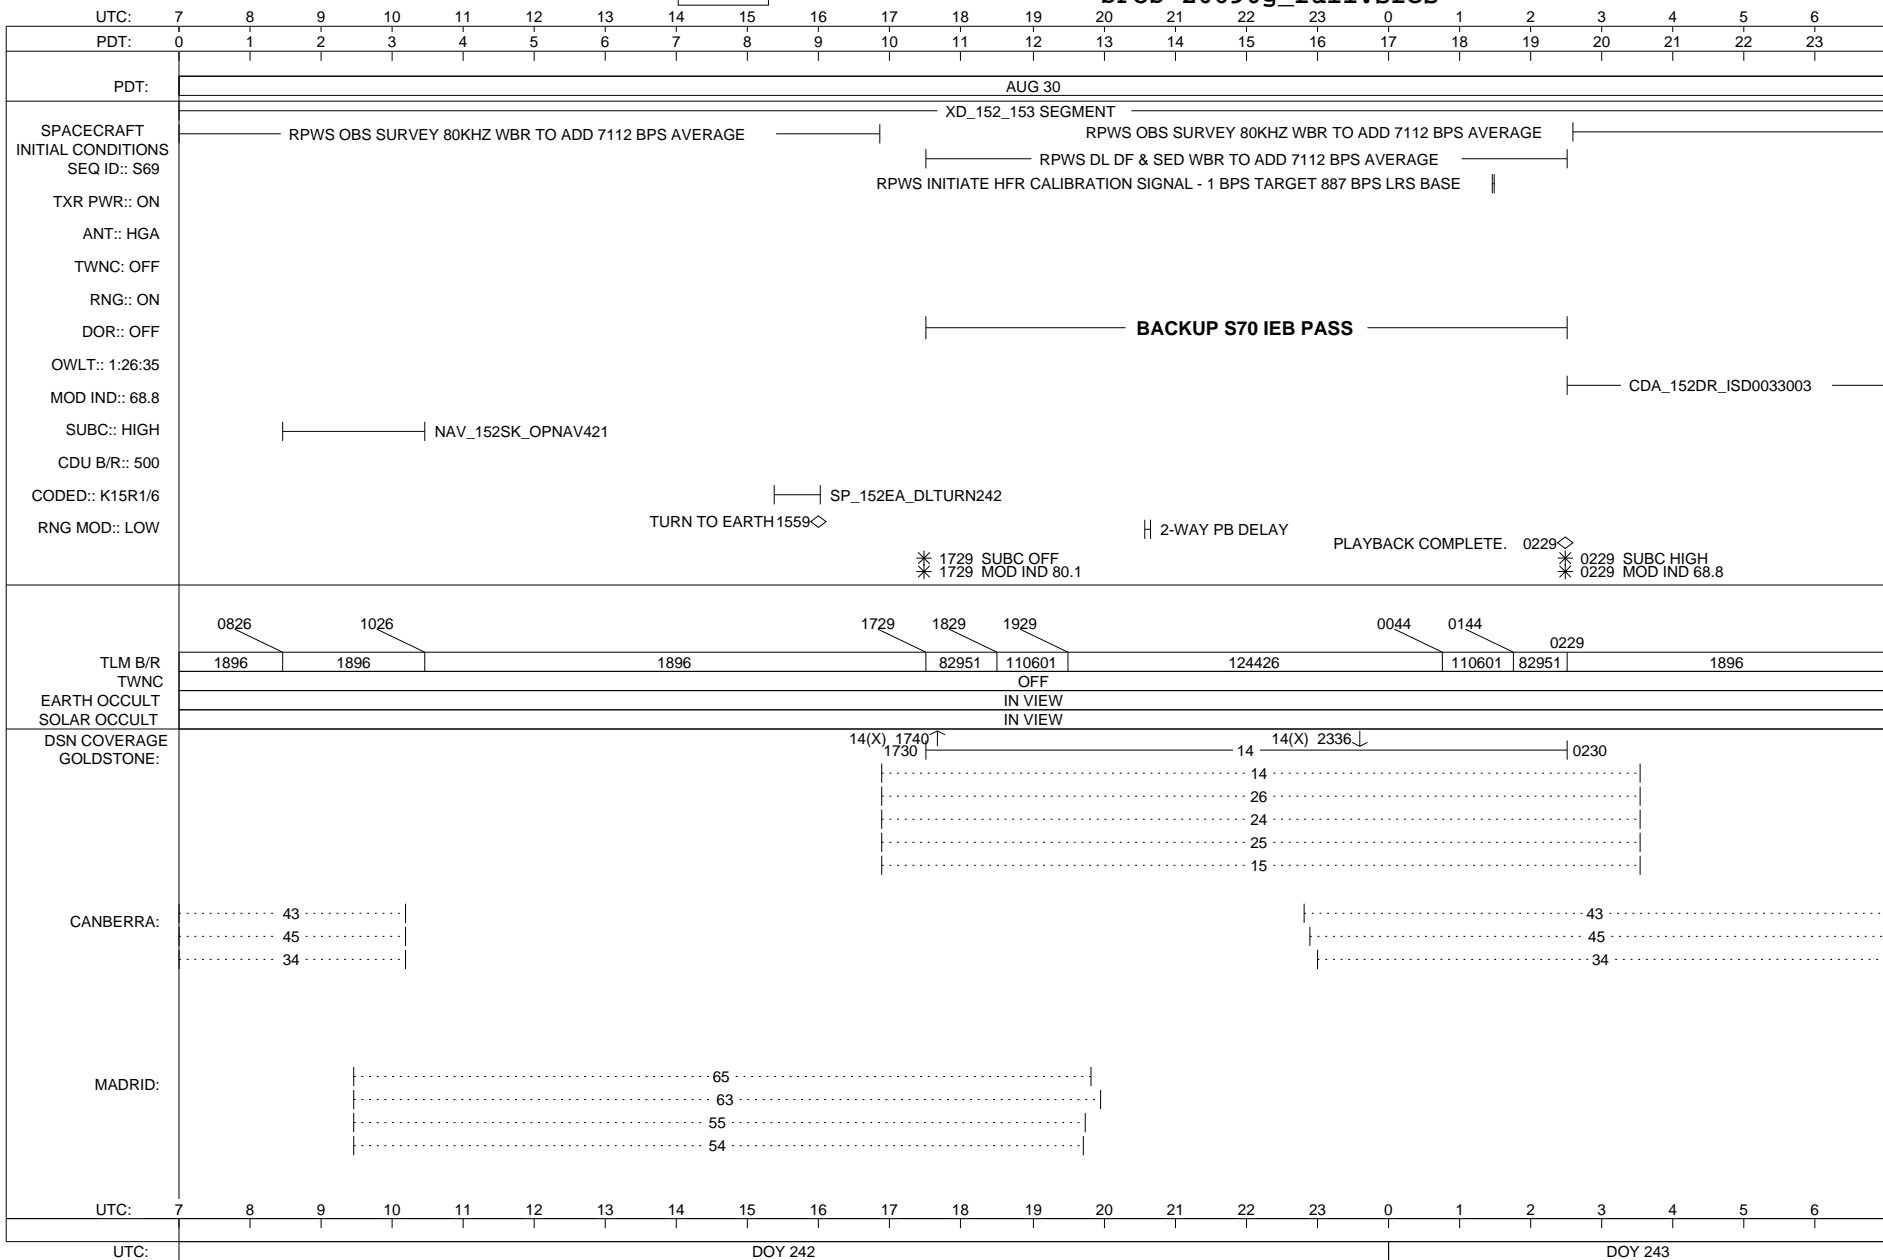 UTC: 7 8 9 10 11 12 13 14 15 16 17 18 19 20 21 22 23 0 1 2 3 4 5 6
PDT: 0 1 2 3 4 5 6 7 8 9 10 11 12 13 14 15 16 17 18 19 20 21 22 23
PDT: AUG 30
XD_152_153 SEGMENT
SPACECRAFT
INITIAL CONDITIONS
RPWS OBS SURVEY 80KHZ WBR TO ADD 7112 BPS AVERAGE
RPWS OBS SURVEY 80KHZ WBR TO ADD 7112 BPS AVERAGE
SEQ ID:: S69
RPWS DL DF & SED WBR TO ADD 7112 BPS AVERAGE
RPWS INITIATE HFR CALIBRATION SIGNAL - 1 BPS TARGET 887 BPS LRS BASE
TXR PWR:: ON
ANT:: HGA
TWNC: OFF
RNG:: ON
DOR:: OFF
BACKUP S70 IEB PASS
OWLT:: 1:26:35
MOD IND:: 68.8
CDA_152DR_ISD0033003
SUBC:: HIGH
NAV_152SK_OPNAV421
CDU B/R:: 500
CODED:: K15R1/6
SP_152EA_DLTURN242
RNG MOD:: LOW
TURN TO EARTH 1559
2-WAY PB DELAY
PLAYBACK COMPLETE. 0229
1729 SUBC OFF
0229 SUBC HIGH
1729 MOD IND 80.1
0229 MOD IND 68.8
0826 1026 1729 1829 1929 0044 0144 0229
TLM B/R 1896 1896 1896 82951 110601 124426 110601 82951 1896
TWNC OFF
EARTH OCCULT IN VIEW
SOLAR OCCULT IN VIEW
DSN COVERAGE
14(X) 1740
14(X) 2336
GOLDSTONE:
1730 14 0230
14
26
24
25
15
CANBERRA:
43 43
45 45
34 34
MADRID:
65
63
55
54
UTC: 7 8 9 10 11 12 13 14 15 16 17 18 19 20 21 22 23 0 1 2 3 4 5 6
UTC: DOY 242 DOY 243